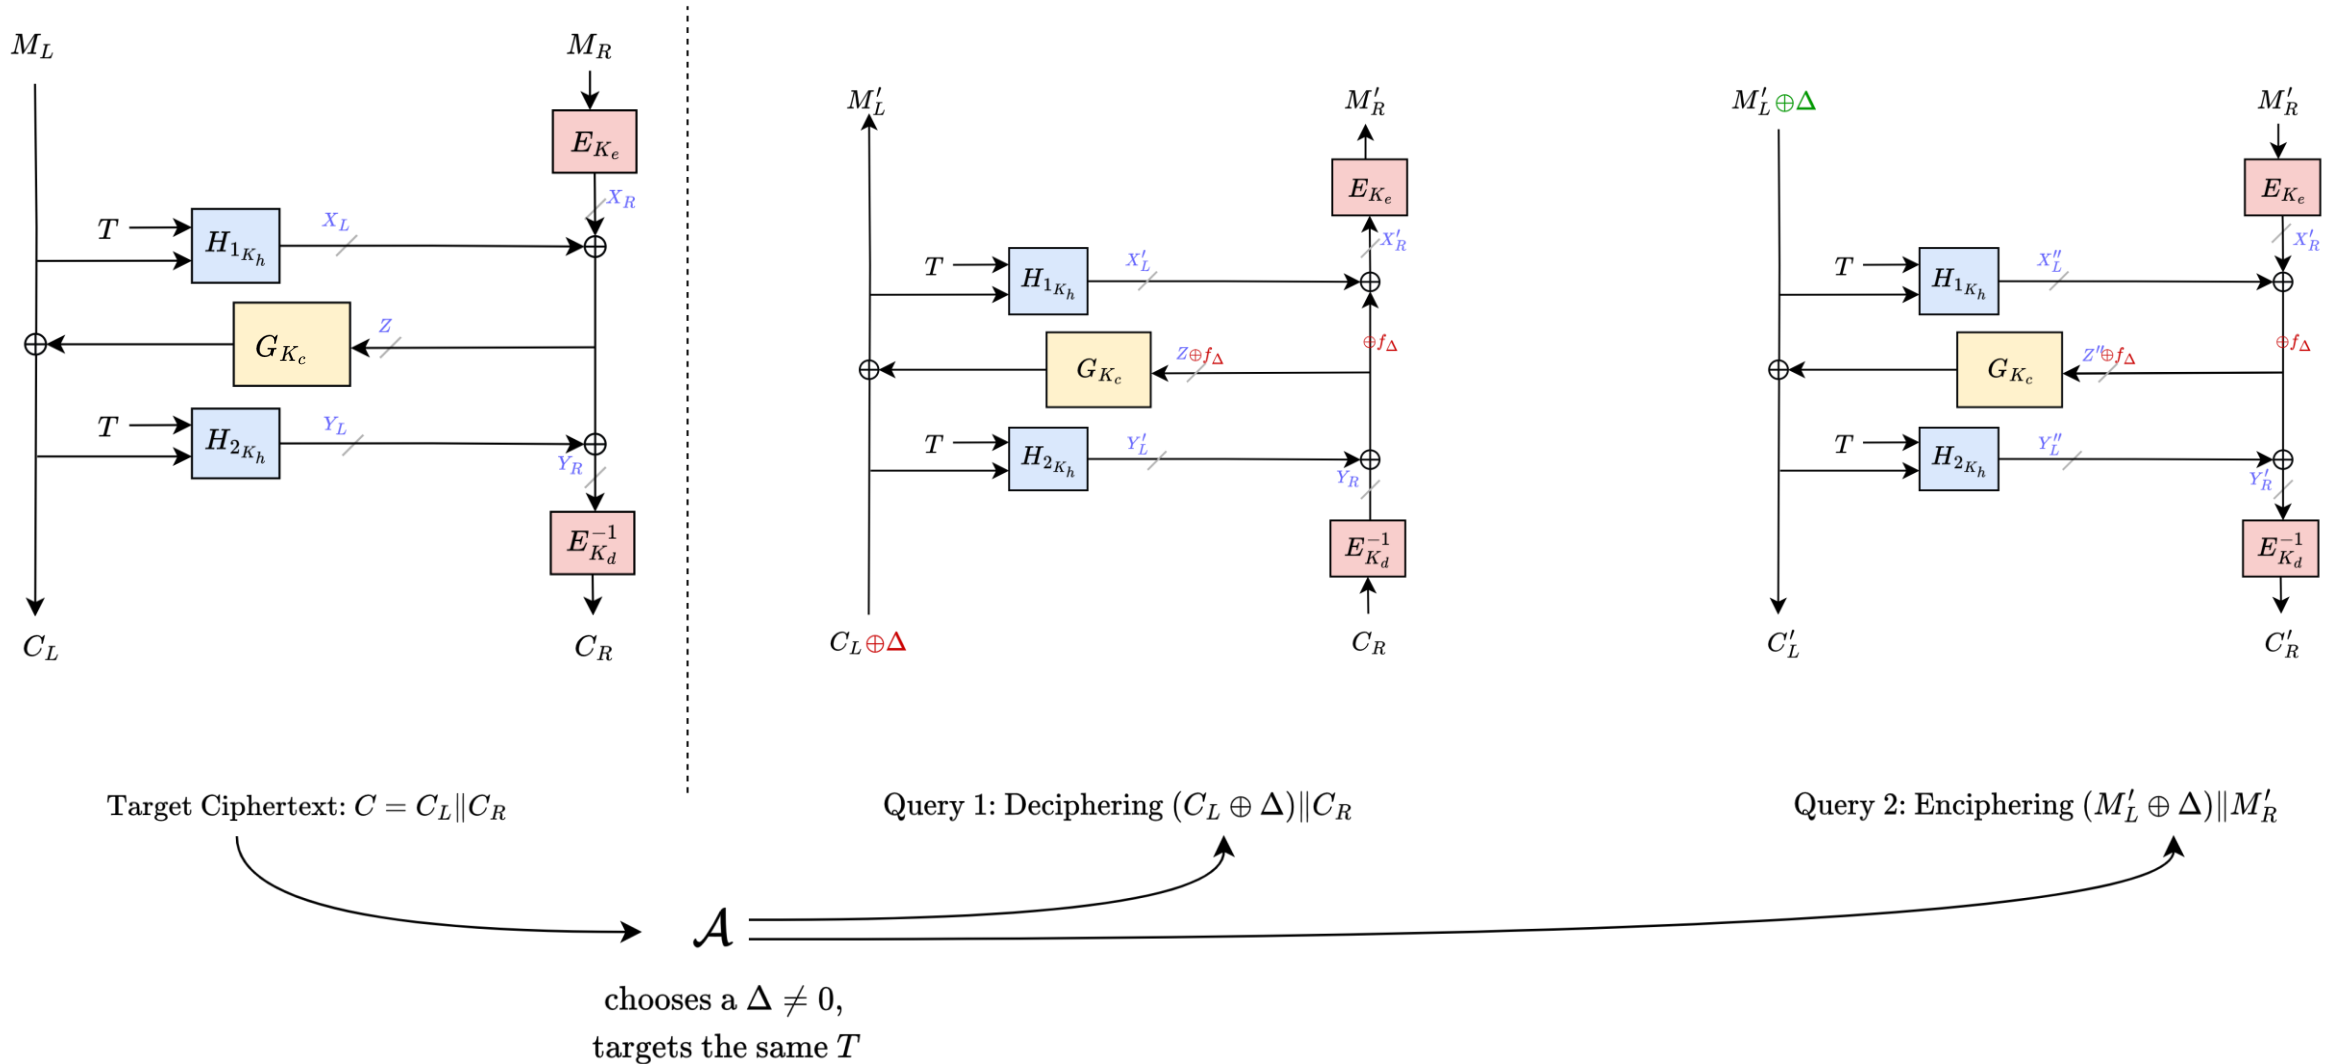 M_L
M_R
E_{K_e}
X_R
T
H_{1_{K_h}}
X_L
G_{K_c}
Z
T
H_{2_{K_h}}
Y_L
Y_R
E^{-1}_{K_d}
C_L
C_R
Target Ciphertext: C = C_L∥C_R
M'_L
M'_R
E_{K_e}
X'_R
T
H_{1_{K_h}}
X'_L
⊕f_Δ
G_{K_c}
Z⊕f_Δ
T
H_{2_{K_h}}
Y'_L
Y_R
E^{-1}_{K_d}
C_L⊕Δ
C_R
Query 1: Deciphering (C_L ⊕ Δ)∥C_R
M'_L⊕Δ
M'_R
E_{K_e}
X'_R
T
H_{1_{K_h}}
X''_L
⊕f_Δ
G_{K_c}
Z''⊕f_Δ
T
H_{2_{K_h}}
Y''_L
Y'_R
E^{-1}_{K_d}
C'_L
C'_R
Query 2: Enciphering (M'_L ⊕ Δ)∥M'_R
𝒜
chooses a Δ ≠ 0,
targets the same T